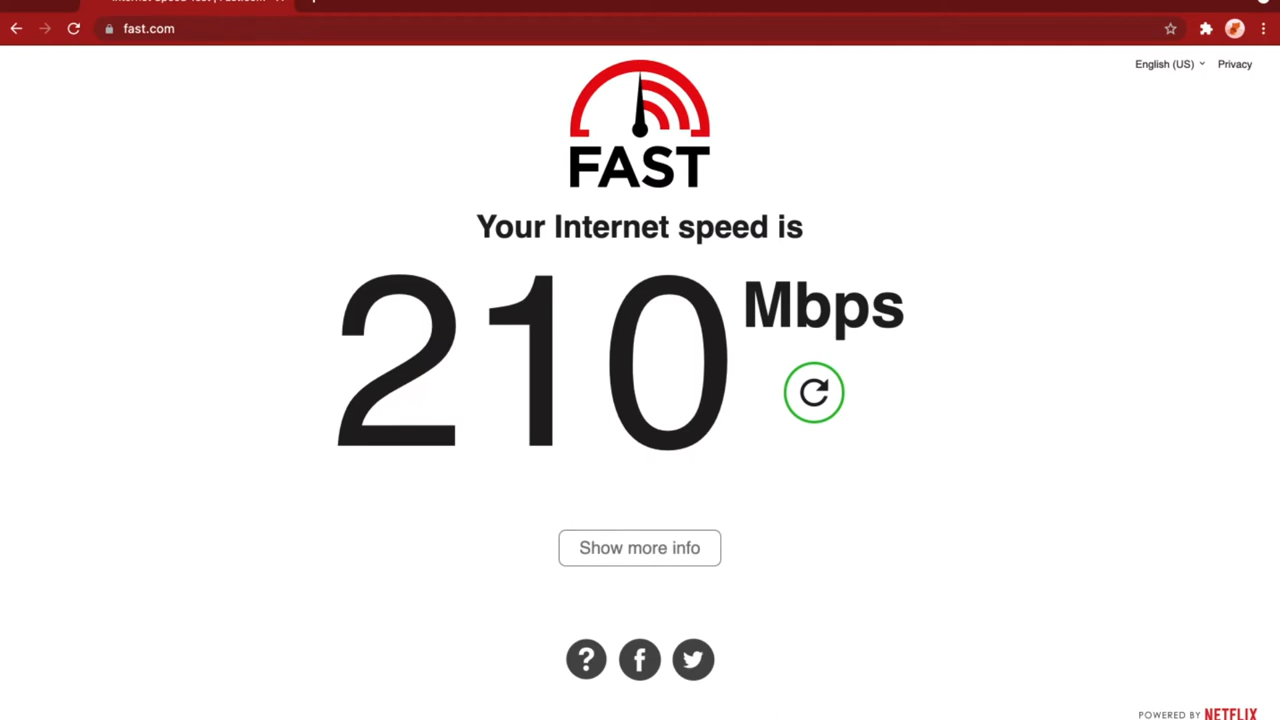 fast.com
English (US) Privacy
FAST
Your Internet speed is
210 Mbps
Show more info
POWERED BY NETFLIX